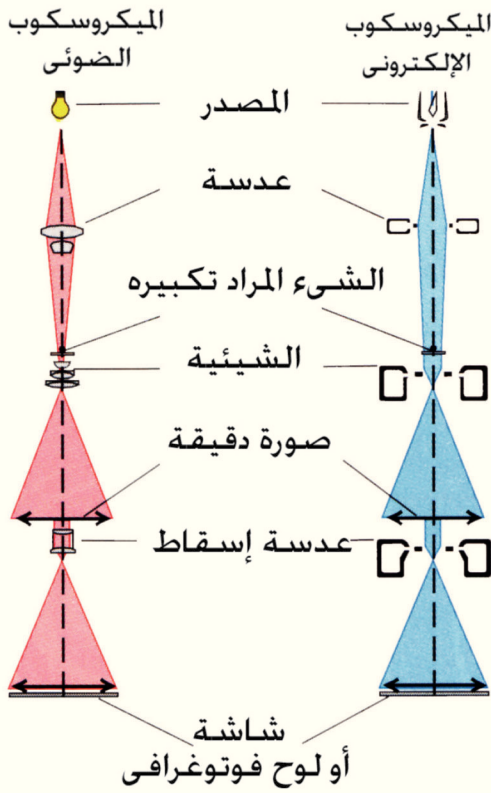 الميكروسكوب
الإلكترونى
الميكروسكوب
الضوئى
المصدر
عدسة
الشىء المراد تكبيره
الشيئية
صورة دقيقة
عدسة إسقاط
شاشة
أو لوح فوتوغرافى